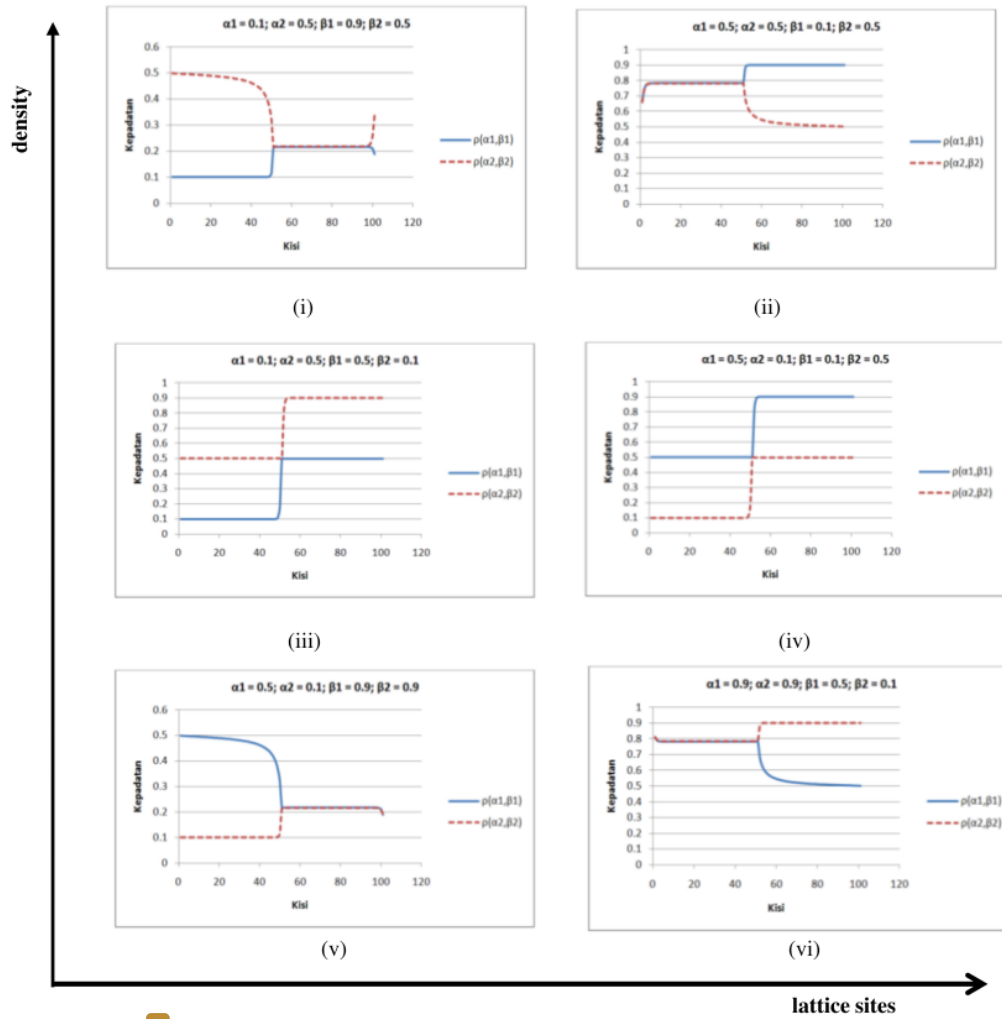 density
α1 = 0.1; α2 = 0.5; β1 = 0.9; β2 = 0.5
Kepadatan
0.6
0.5
0.4
0.3
0.2
0.1
0
0 20 40 60 80 100 120
Kisi
ρ(α1,β1)
ρ(α2,β2)
(i)
α1 = 0.5; α2 = 0.5; β1 = 0.1; β2 = 0.5
Kepadatan
1
0.9
0.8
0.7
0.6
0.5
0.4
0.3
0.2
0.1
0
0 20 40 60 80 100 120
Kisi
ρ(α1,β1)
ρ(α2,β2)
(ii)
α1 = 0.1; α2 = 0.5; β1 = 0.5; β2 = 0.1
Kepadatan
1
0.9
0.8
0.7
0.6
0.5
0.4
0.3
0.2
0.1
0
0 20 40 60 80 100 120
Kisi
ρ(α1,β1)
ρ(α2,β2)
(iii)
α1 = 0.5; α2 = 0.1; β1 = 0.1; β2 = 0.5
Kepadatan
1
0.9
0.8
0.7
0.6
0.5
0.4
0.3
0.2
0.1
0
0 20 40 60 80 100 120
Kisi
ρ(α1,β1)
ρ(α2,β2)
(iv)
α1 = 0.5; α2 = 0.1; β1 = 0.9; β2 = 0.9
Kepadatan
0.6
0.5
0.4
0.3
0.2
0.1
0
0 20 40 60 80 100 120
Kisi
ρ(α1,β1)
ρ(α2,β2)
(v)
α1 = 0.9; α2 = 0.9; β1 = 0.5; β2 = 0.1
Kepadatan
1
0.9
0.8
0.7
0.6
0.5
0.4
0.3
0.2
0.1
0
0 20 40 60 80 100 120
Kisi
ρ(α1,β1)
ρ(α2,β2)
(vi)
lattice sites